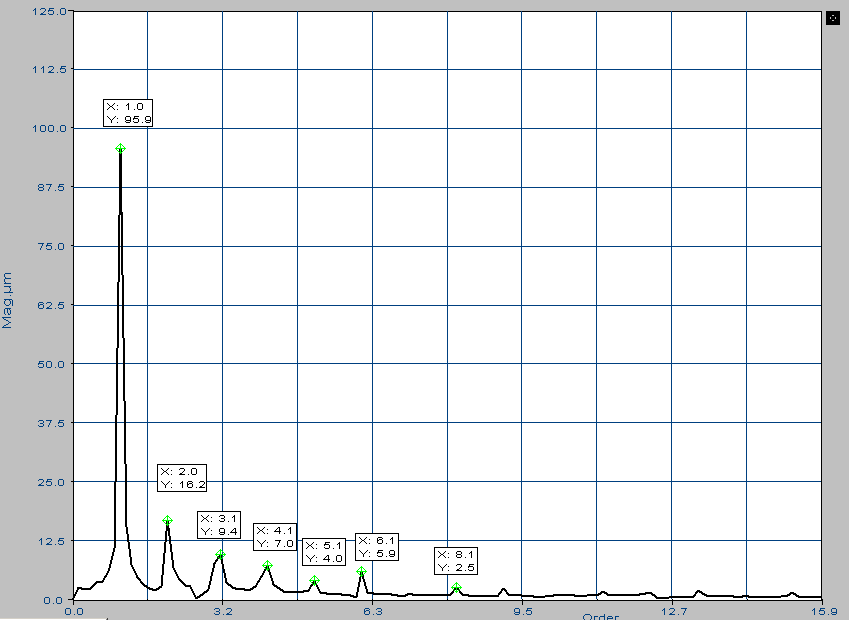 125.0
112.5
X: 1.0
Y: 95.9
100.0
87.5
75.0
Mag.µm
62.5
50.0
37.5
25.0
X: 2.0
Y: 16.2
X: 3.1
Y: 9.4
X: 4.1
Y: 7.0
X: 5.1
Y: 4.0
X: 6.1
Y: 5.9
X: 8.1
Y: 2.5
12.5
0.0
0.0 3.2 6.3 9.5 12.7 15.9
Order